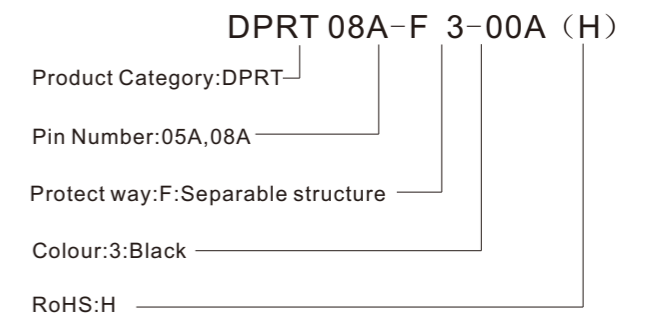 DPRT 08A-F 3-00A（H）
Product Category:DPRT
Pin Number:05A,08A
Protect way:F:Separable structure
Colour:3:Black
RoHS:H